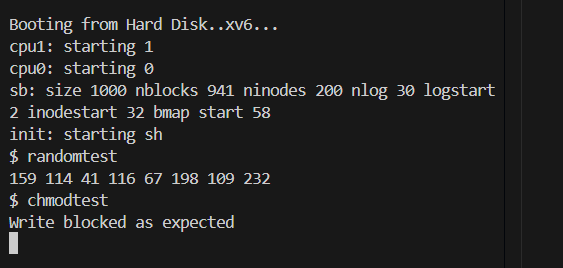 Booting from Hard Disk..xv6...
cpu1: starting 1
cpu0: starting 0
sb: size 1000 nblocks 941 ninodes 200 nlog 30 logstart
2 inodestart 32 bmap start 58
init: starting sh
$ randomtest
159 114 41 116 67 198 109 232
$ chmodtest
Write blocked as expected